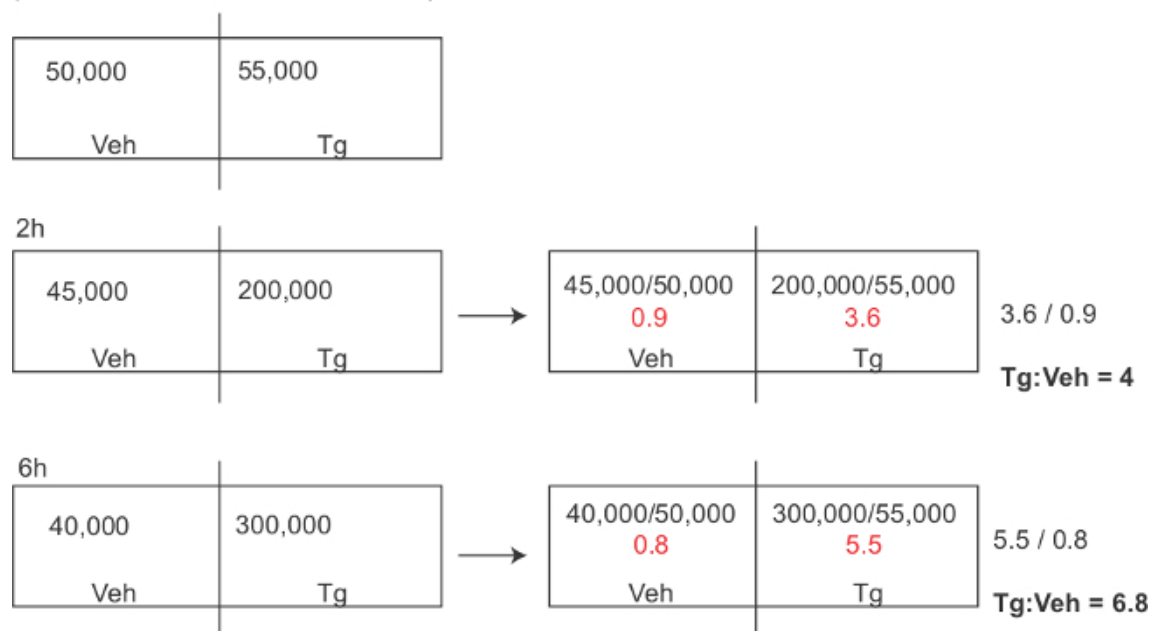 50,000 55,000
Veh Tg
2h
45,000 200,000 45,000/50,000 200,000/55,000
0.9 3.6 3.6 / 0.9
Veh Tg Veh Tg
Tg:Veh = 4
6h
40,000 300,000 40,000/50,000 300,000/55,000
0.8 5.5 5.5 / 0.8
Veh Tg Veh Tg
Tg:Veh = 6.8